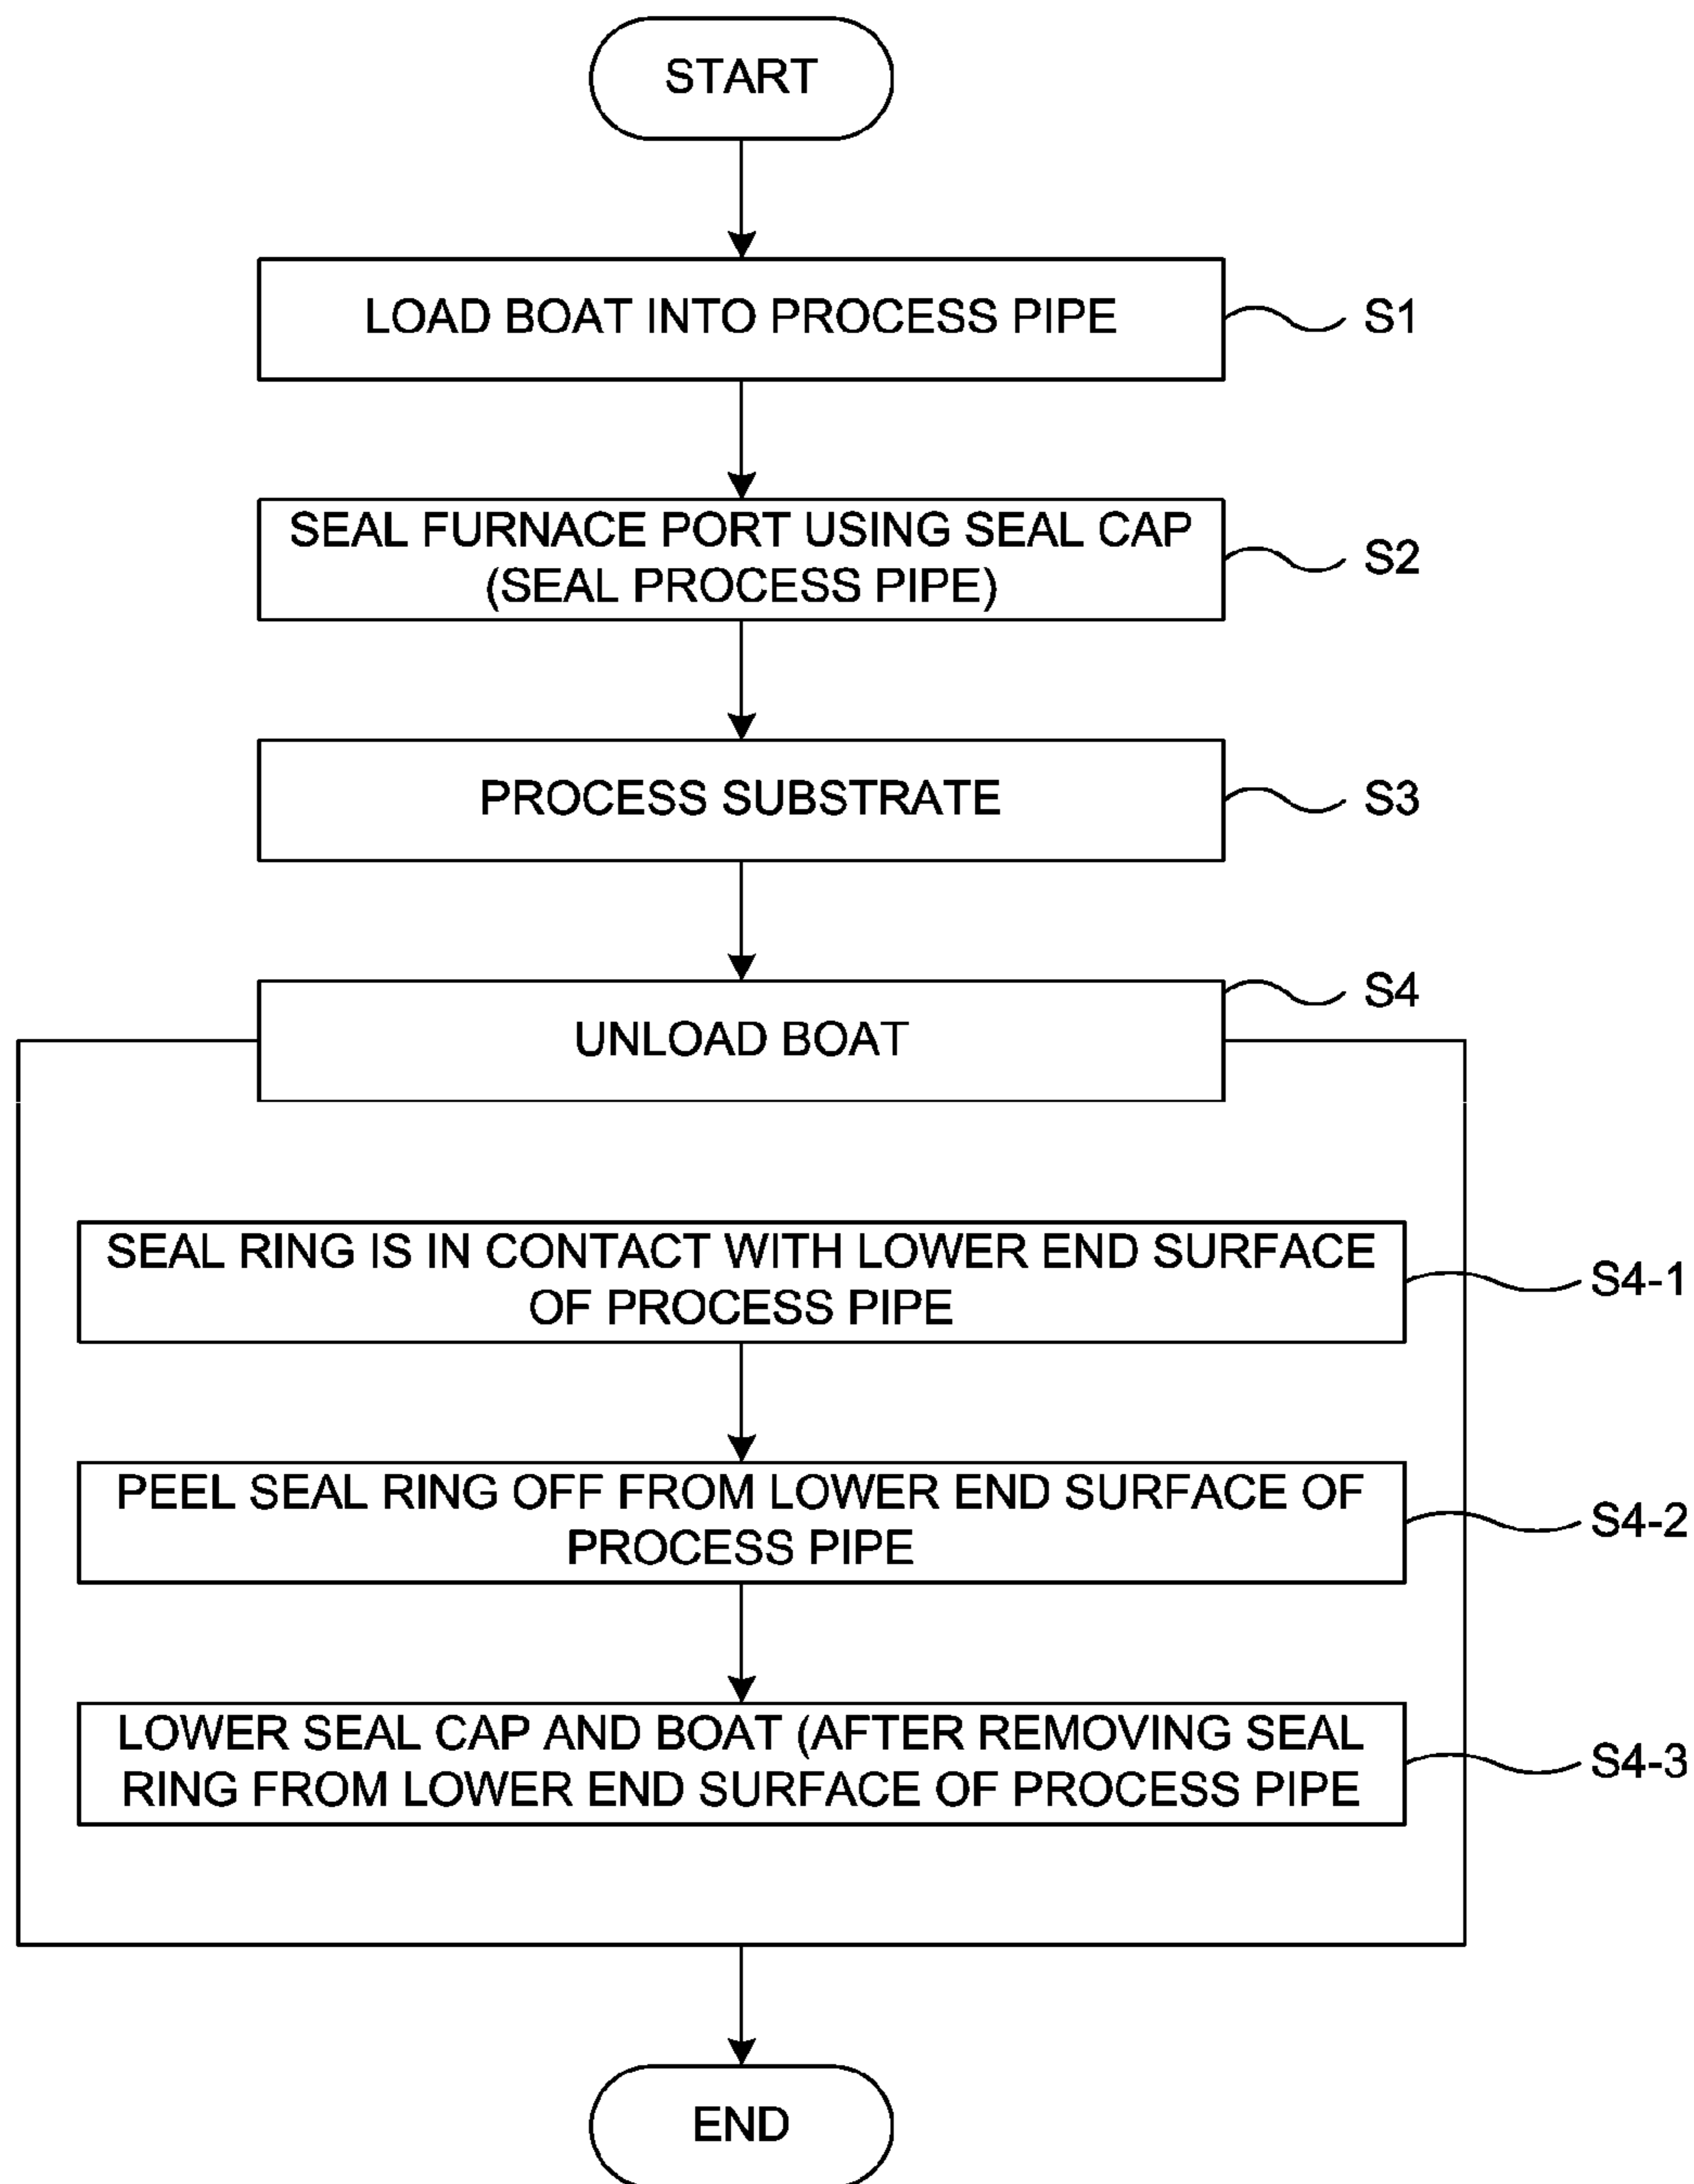 START
LOAD BOAT INTO PROCESS PIPE
S1
SEAL FURNACE PORT USING SEAL CAP
(SEAL PROCESS PIPE)
S2
PROCESS SUBSTRATE
S3
UNLOAD BOAT
S4
SEAL RING IS IN CONTACT WITH LOWER END SURFACE
OF PROCESS PIPE
S4-1
PEEL SEAL RING OFF FROM LOWER END SURFACE OF
PROCESS PIPE
S4-2
LOWER SEAL CAP AND BOAT (AFTER REMOVING SEAL
RING FROM LOWER END SURFACE OF PROCESS PIPE
S4-3
END